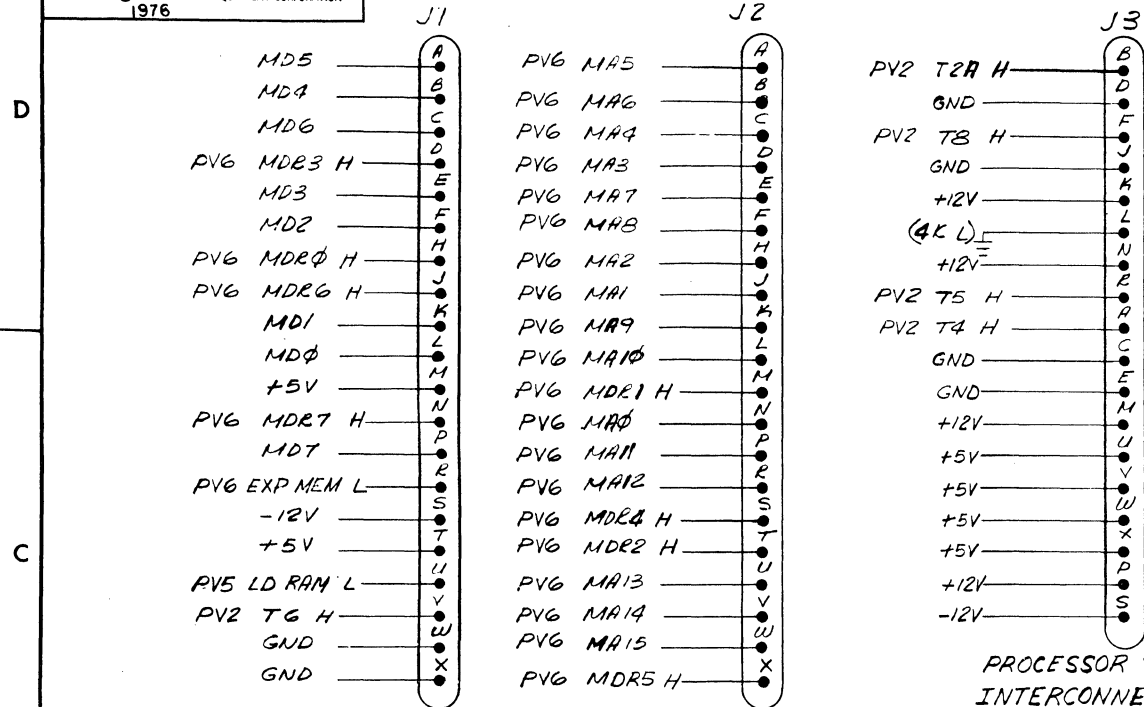 1976
D
C
J1
MD5 A
MD4 B
MD6 C
PV6 MDR3 H D
MD3 E
MD2 F
PV6 MDRØ H H
PV6 MDR6 H J
MD1 K
MDØ L
+5V M
PV6 MDR7 H N
MD7 P
PV6 EXP MEM L R
-12V S
+5V T
PV5 LD RAM L U
PV2 T6 H V
GND W
GND X
J2
PV6 MA5 A
PV6 MA6 B
PV6 MA4 C
PV6 MA3 D
PV6 MA7 E
PV6 MA8 F
PV6 MA2 H
PV6 MA1 J
PV6 MA9 K
PV6 MA1Ø L
PV6 MDR1 H M
PV6 MAØ N
PV6 MA11 P
PV6 MA12 R
PV6 MDR4 H S
PV6 MDR2 H T
PV6 MA13 U
PV6 MA14 V
PV6 MA15 W
PV6 MDR5 H X
J3
PV2 T2A H B
GND D
PV2 T8 H F
GND J
+12V K
(4K L) L
+12V N
PV2 T5 H R
PV2 T4 H A
GND C
GND E
+12V M
+5V U
+5V V
+5V W
+5V X
+12V P
-12V S
PROCESSOR
INTERCONNE